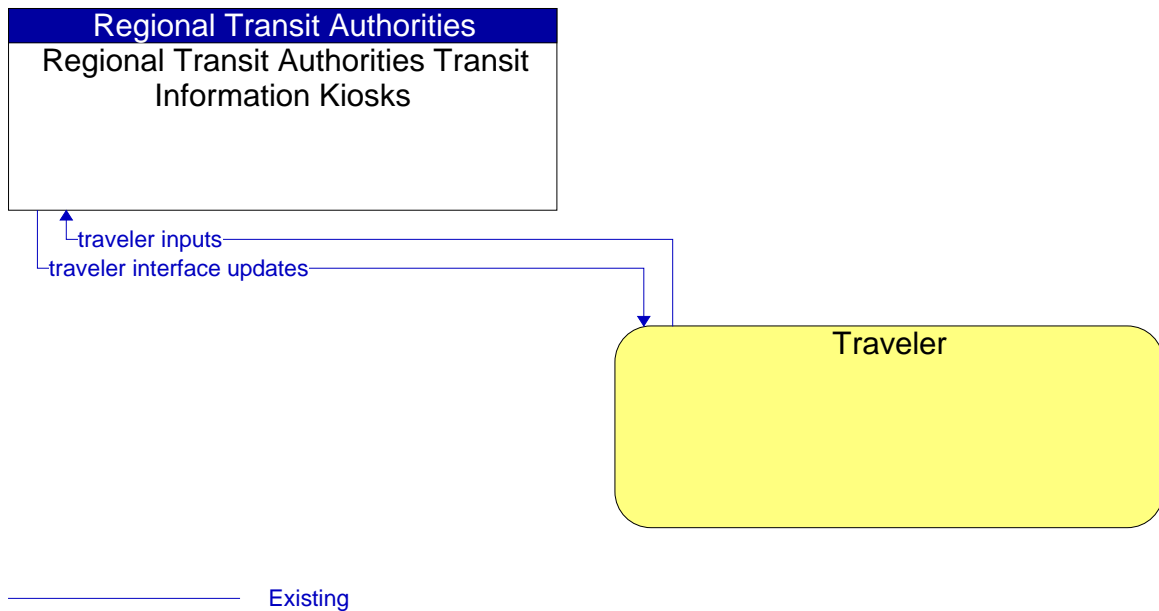 Regional Transit Authorities
Regional Transit Authorities Transit
Information Kiosks
traveler inputs
traveler interface updates
Traveler
Existing